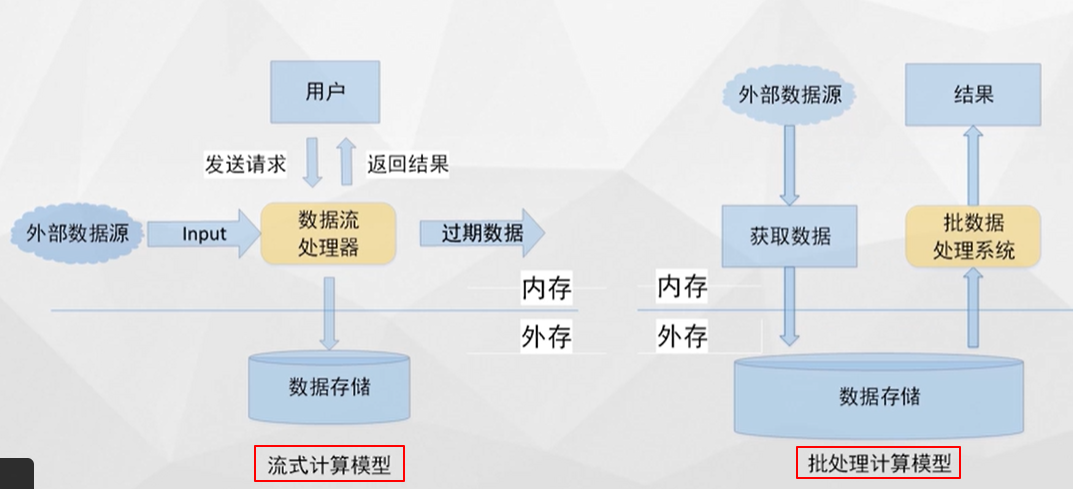 用户
发送请求
返回结果
外部数据源
Input
数据流
处理器
过期数据
内存
外存
数据存储
流式计算模型
外部数据源
结果
获取数据
批数据
处理系统
内存
外存
数据存储
批处理计算模型